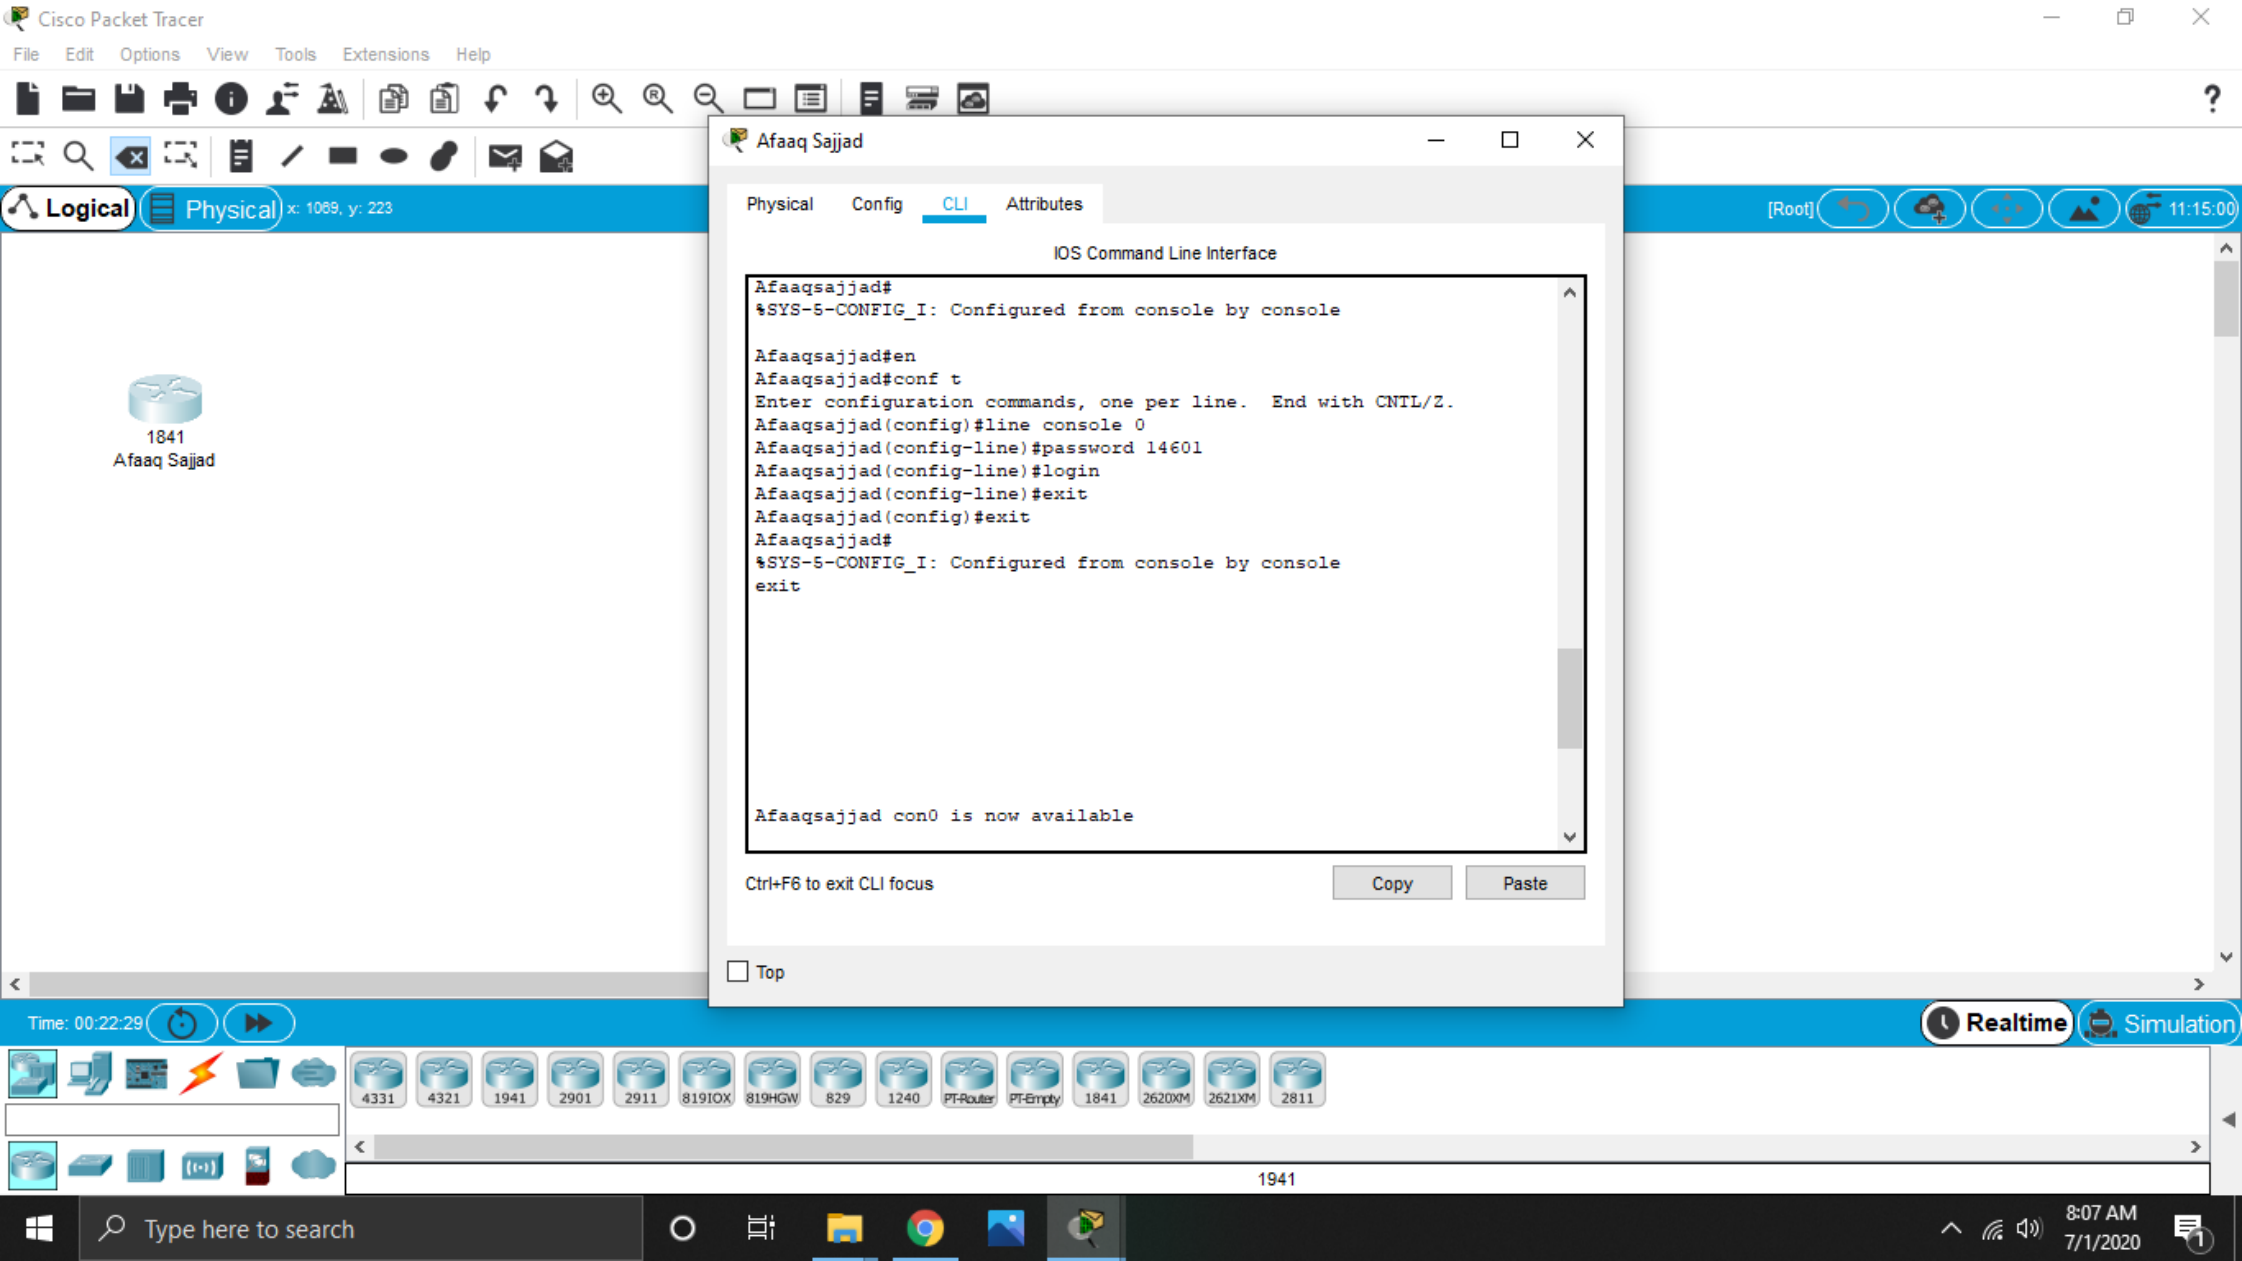 Cisco Packet Tracer
File Edit Options View Tools Extensions Help
Afaaq Sajjad
Logical Physical x: 1069, y: 223
[Root] 11:15:00
Physical Config CLI Attributes
IOS Command Line Interface
Afaaqsajjad#
%SYS-5-CONFIG_I: Configured from console by console
Afaaqsajjad#en
Afaaqsajjad#conf t
Enter configuration commands, one per line.  End with CNTL/Z.
Afaaqsajjad(config)#line console 0
Afaaqsajjad(config-line)#password 14601
Afaaqsajjad(config-line)#login
Afaaqsajjad(config-line)#exit
Afaaqsajjad(config)#exit
Afaaqsajjad#
%SYS-5-CONFIG_I: Configured from console by console
exit
Afaaqsajjad con0 is now available
Ctrl+F6 to exit CLI focus
Copy Paste
Top
1841
Afaaq Sajjad
Time: 00:22:29
Realtime Simulation
4331 4321 1941 2901 2911 819IOX 819HGW 829 1240 PT-Router PT-Empty 1841 2620XM 2621XM 2811
1941
Type here to search
8:07 AM
7/1/2020
1